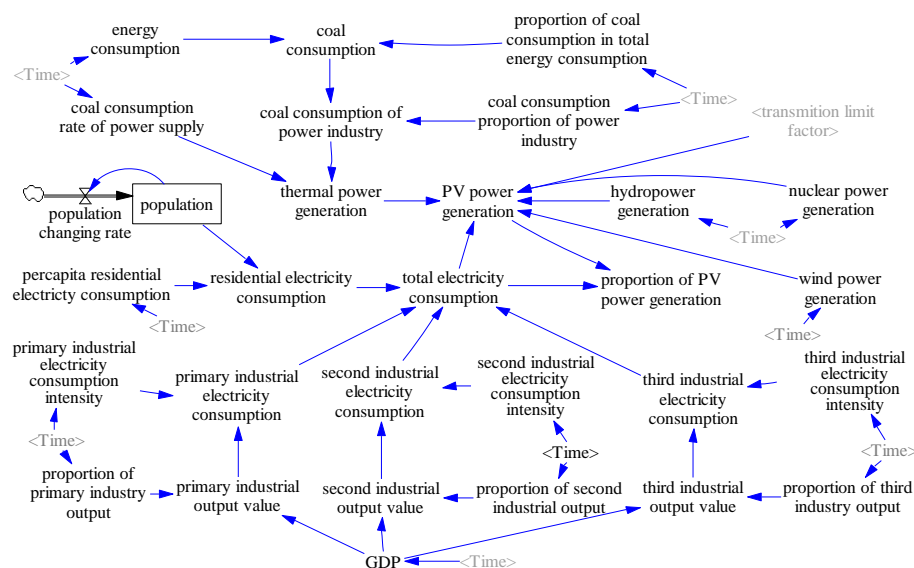 energy
consumption
coal
consumption
proportion of coal
consumption in total
energy consumption
<Time>
coal consumption
rate of power supply
coal consumption of
power industry
coal consumption
proportion of power
industry
<Time>
<transmition limit
factor>
population
changing rate
population
thermal power
generation
PV power
generation
hydropower
generation
nuclear power
generation
<Time>
percapita residential
electricty consumption
residential electricity
consumption
total electricity
consumption
proportion of PV
power generation
wind power
generation
<Time>
<Time>
primary industrial
electricity
consumption
intensity
primary industrial
electricity
consumption
second industrial
electricity
consumption
second industrial
electricity
consumption
intensity
third industrial
electricity
consumption
third industrial
electricity
consumption
intensity
<Time>
<Time>
<Time>
proportion of
primary industry
output
primary industrial
output value
second industrial
output value
proportion of second
industrial output
third industrial
output value
proportion of third
industry output
GDP
<Time>